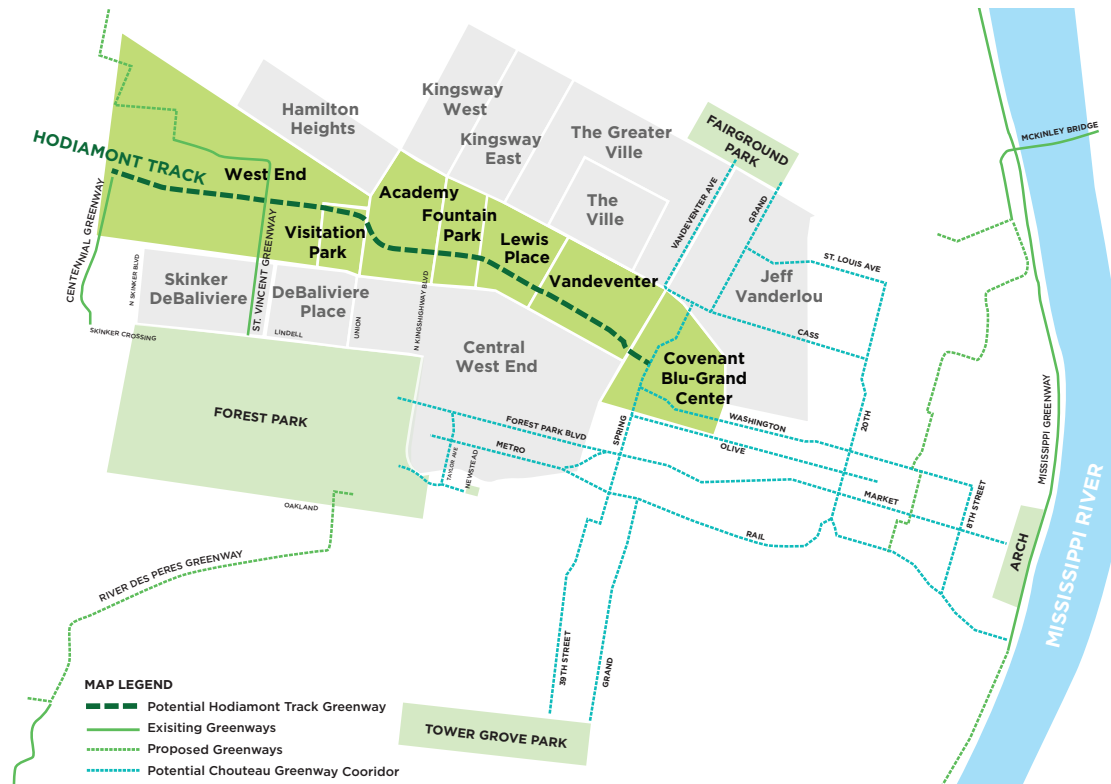 Kingsway
West
Hamilton
Heights
Kingsway
East
The Greater
Ville
FAIRGROUND
PARK
MCKINLEY BRIDGE
HODIAMONT TRACK
West End
Academy
Fountain
Park
The
Ville
VANDEVENTER AVE
GRAND
CENTENNIAL GREENWAY
ST. VINCENT GREENWAY
Visitation
Park
Lewis
Place
Vandeventer
ST. LOUIS AVE
Jeff
Vanderlou
N SKINKER BLVD
Skinker
DeBaliviere
DeBaliviere
Place
N KINGSHIGHWAY BLVD
SKINKER CROSSING
LINDELL
UNION
CASS
Central
West End
Covenant
Blu-Grand
Center
FOREST PARK
FOREST PARK BLVD
SPRING
WASHINGTON
20TH
MISSISSIPPI GREENWAY
METRO
TAYLOR AVE
NEWSTEAD
OLIVE
MARKET
8TH STREET
OAKLAND
RAIL
ARCH
MISSISSIPPI RIVER
RIVER DES PERES GREENWAY
39TH STREET
GRAND
TOWER GROVE PARK
MAP LEGEND
Potential Hodiamont Track Greenway
Exisiting Greenways
Proposed Greenways
Potential Chouteau Greenway Cooridor